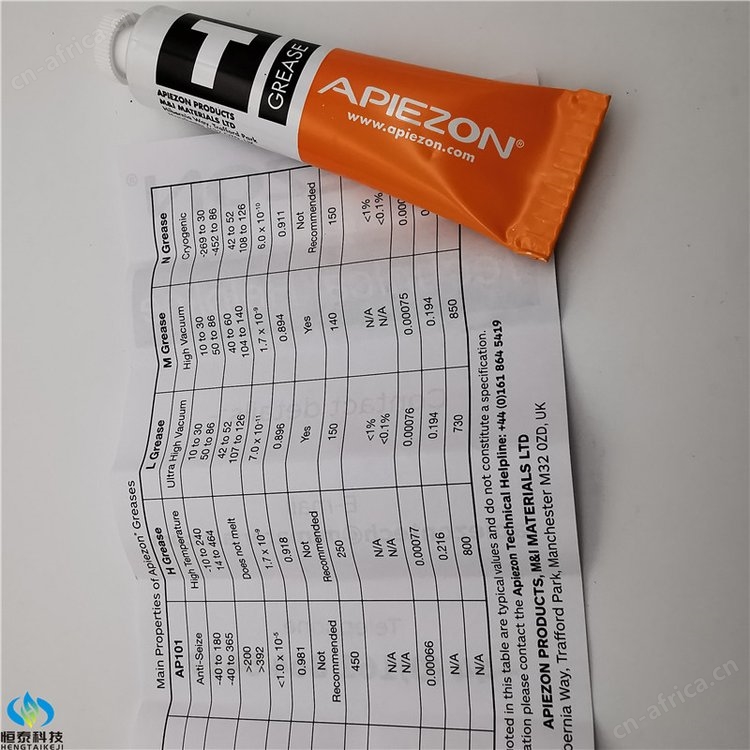 T
GREASE
APIEZON PRODUCTS
M&I MATERIALS LTD
Hibernia Way, Trafford Park
APIEZON®
www.apiezon.com
Main Properties of Apiezon® Greases
AP101 H Grease L Grease M Grease N Grease
Anti-Seize High Temperature Ultra High Vacuum High Vacuum Cryogenic
-40 to 180 10 to 240 10 to 30 10 to 30 -269 to 30
-40 to 365 14 to 464 50 to 86 50 to 86 -452 to 86
>200 Does not melt 42 to 52 40 to 60 42 to 52
>392 107 to 126 104 to 140 108 to 126
<1.0 x 10⁻⁵ 1.7 x 10⁻⁹ 7.0 x 10⁻¹¹ 1.7 x 10⁻⁹ 6.0 x 10⁻¹⁰
0.981 0.918 0.896 0.894 0.911
Not Recommended Not Recommended Yes Yes Not Recommended
450 250 150 140 150
N/A N/A <1% N/A <1%
N/A N/A <0.1% N/A <0.1%
0.00066 0.00077 0.00076 0.00075
N/A 0.216 0.194 0.194
N/A 800 730 850
oted in this table are typical values and do not constitute a specification.
ation please contact the Apiezon Technical Helpline: +44 (0)161 864 5419
APIEZON PRODUCTS, M&I MATERIALS LTD
bernia Way, Trafford Park, Manchester M32 0ZD, UK
恒泰科技
HENGTAIKEJI
cn-africa.cn